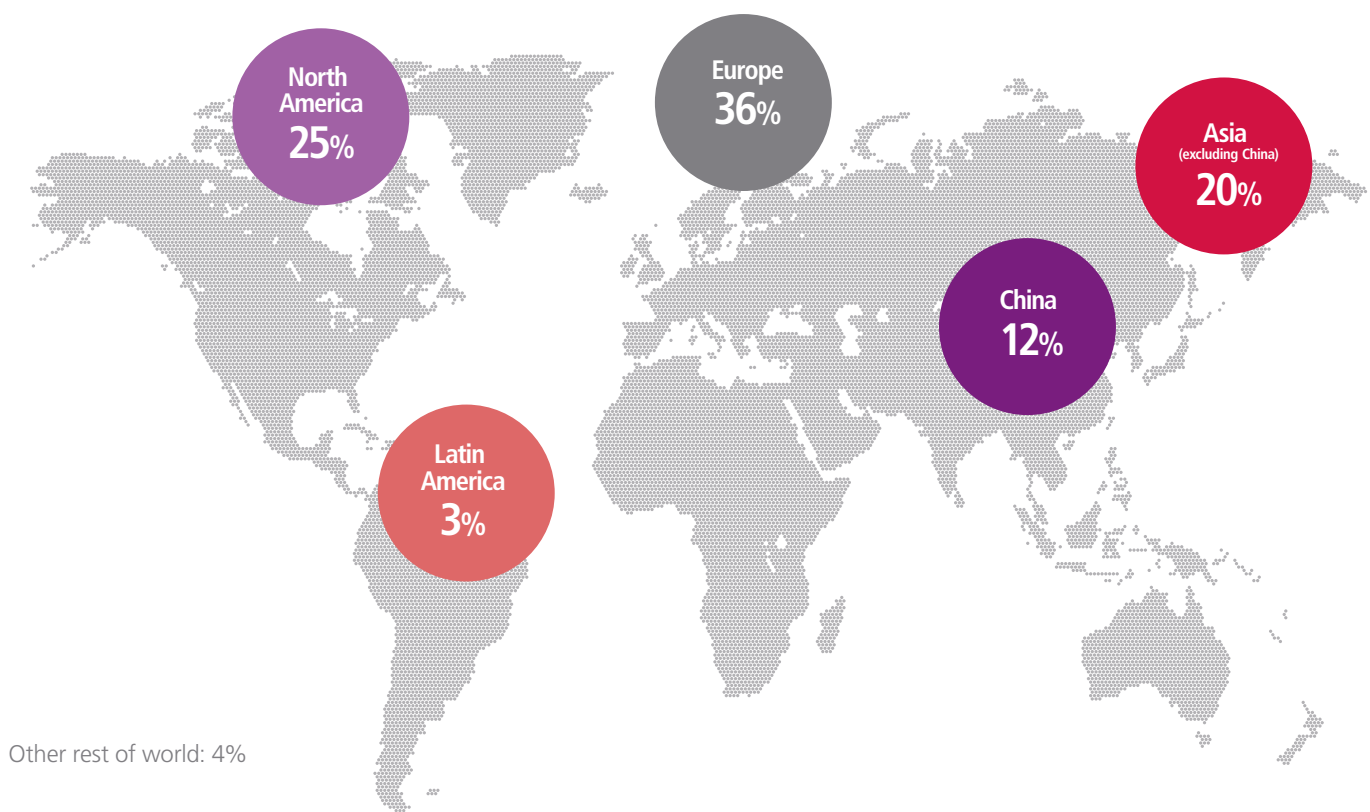 North
America
25%
Europe
36%
Asia
(excluding China)
20%
China
12%
Latin
America
3%
Other rest of world: 4%